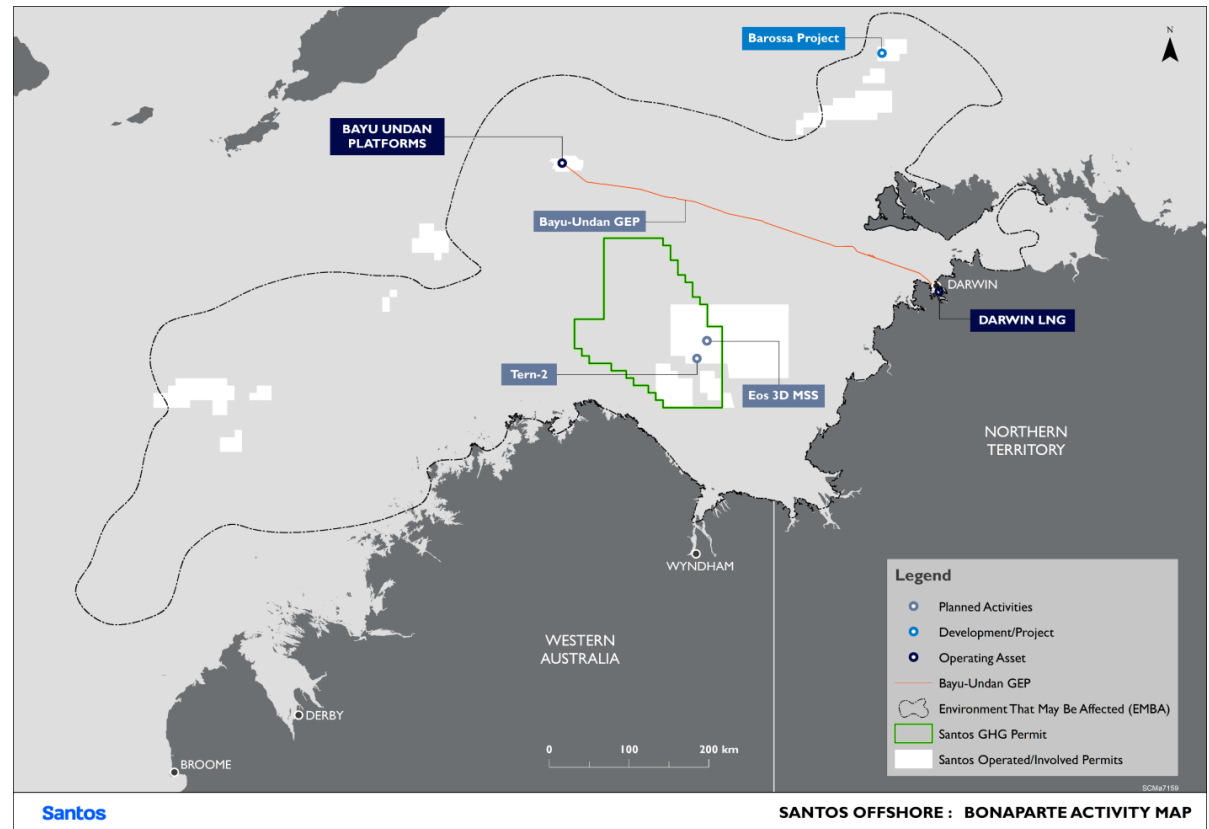 Barossa Project
N
BAYU UNDAN
PLATFORMS
Bayu-Undan GEP
DARWIN
DARWIN LNG
Tern-2
Eos 3D MSS
NORTHERN
TERRITORY
WYNDHAM
WESTERN
AUSTRALIA
DERBY
BROOME
0 100 200 km
Legend
Planned Activities
Development/Project
Operating Asset
Bayu-Undan GEP
Environment That May Be Affected (EMBA)
Santos GHG Permit
Santos Operated/Involved Permits
SCMa7159
Santos
SANTOS OFFSHORE : BONAPARTE ACTIVITY MAP